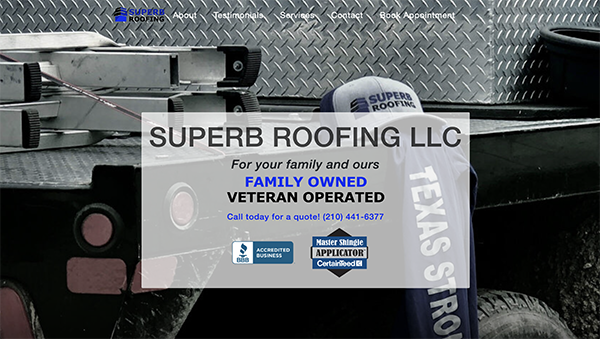 SUPERB
ROOFING
About
Testimonials
Services
Contact
Book Appointment
SUPERB
ROOFING
SUPERB ROOFING LLC
For your family and ours
FAMILY OWNED
VETERAN OPERATED
Call today for a quote! (210) 441-6377
BBB
ACCREDITED
BUSINESS
Master Shingle
APPLICATOR
CertainTeed
TEXAS STRO